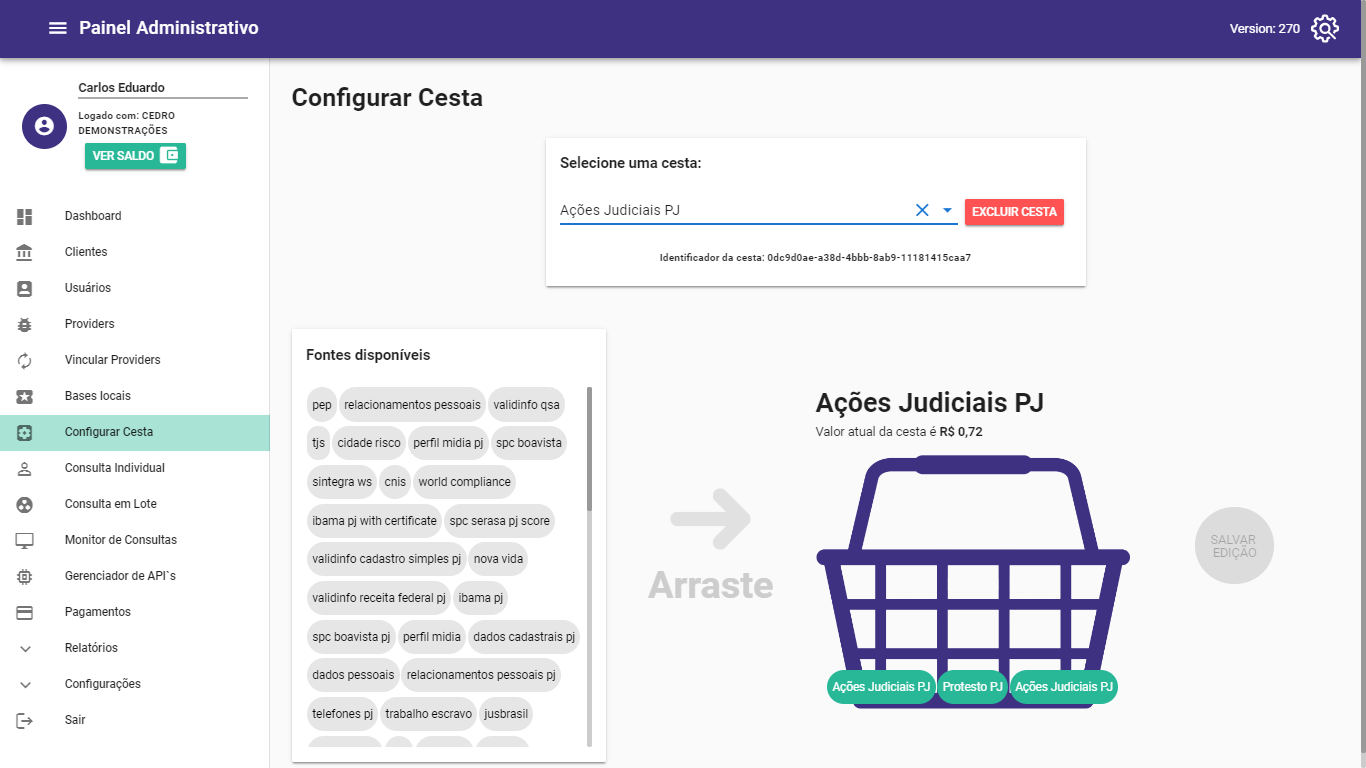 Painel Administrativo
Version: 270
Carlos Eduardo
Logado com: CEDRO
DEMONSTRAÇÕES
VER SALDO
Dashboard
Clientes
Usuários
Providers
Vincular Providers
Bases locais
Configurar Cesta
Consulta Individual
Consulta em Lote
Monitor de Consultas
Gerenciador de API`s
Pagamentos
Relatórios
Configurações
Sair
Configurar Cesta
Selecione uma cesta:
Ações Judiciais PJ
EXCLUIR CESTA
Identificador da cesta: 0dc9d0ae-a38d-4bbb-8ab9-11181415caa7
Fontes disponíveis
pep relacionamentos pessoais validinfo qsa
tjs cidade risco perfil midia pj spc boavista
sintegra ws cnis world compliance
ibama pj with certificate spc serasa pj score
validinfo cadastro simples pj nova vida
validinfo receita federal pj ibama pj
spc boavista pj perfil midia dados cadastrais pj
dados pessoais relacionamentos pessoais pj
telefones pj trabalho escravo jusbrasil
Arraste
Ações Judiciais PJ
Valor atual da cesta é R$ 0,72
Ações Judiciais PJ Protesto PJ Ações Judiciais PJ
SALVAR
EDIÇÃO